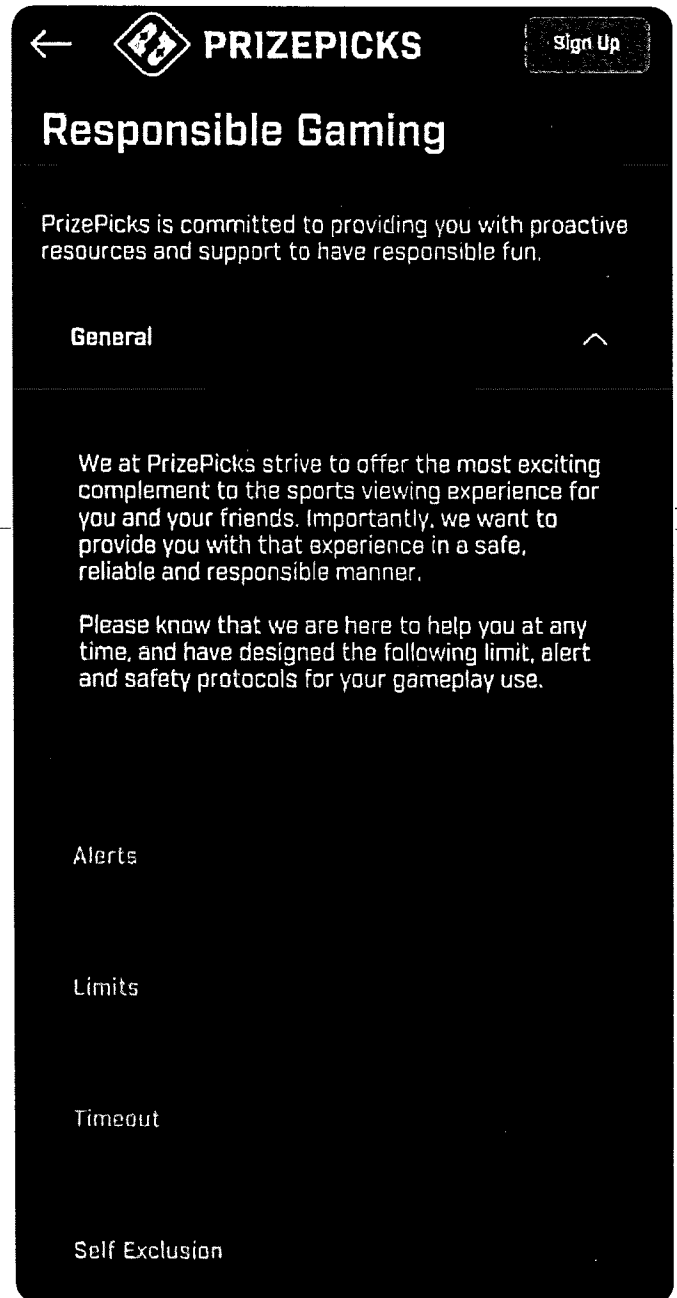 PRIZEPICKS
Sign Up
Responsible Gaming
PrizePicks is committed to providing you with proactive
resources and support to have responsible fun.
General
We at PrizePicks strive to offer the most exciting
complement to the sports viewing experience for
you and your friends. Importantly, we want to
provide you with that experience in a safe,
reliable and responsible manner.
Please know that we are here to help you at any
time, and have designed the following limit, alert
and safety protocols for your gameplay use.
Alerts
Limits
Timeout
Self Exclusion